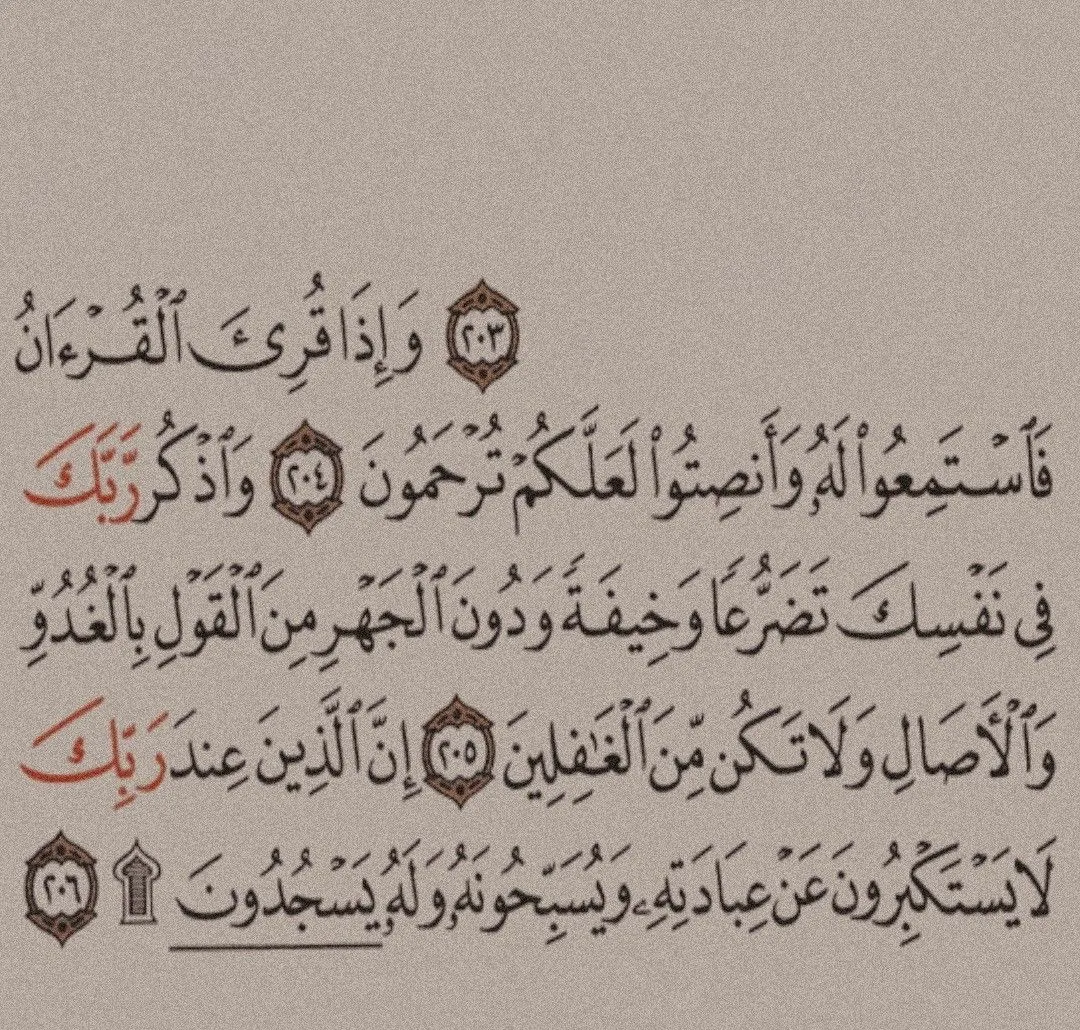 ﴿٢٠٣﴾ وَإِذَا قُرِئَ ٱلْقُرْءَانُ
فَٱسْتَمِعُوا۟ لَهُۥ وَأَنصِتُوا۟ لَعَلَّكُمْ تُرْحَمُونَ ﴿٢٠٤﴾ وَٱذْكُر رَّبَّكَ
فِى نَفْسِكَ تَضَرُّعًا وَخِيفَةً وَدُونَ ٱلْجَهْرِ مِنَ ٱلْقَوْلِ بِٱلْغُدُوِّ
وَٱلْأَصَالِ وَلَا تَكُن مِّنَ ٱلْغَٰفِلِينَ ﴿٢٠٥﴾ إِنَّ ٱلَّذِينَ عِندَ رَبِّكَ
لَا يَسْتَكْبِرُونَ عَنْ عِبَادَتِهِۦ وَيُسَبِّحُونَهُۥ وَلَهُۥ يَسْجُدُونَ ۩ ﴿٢٠٦﴾